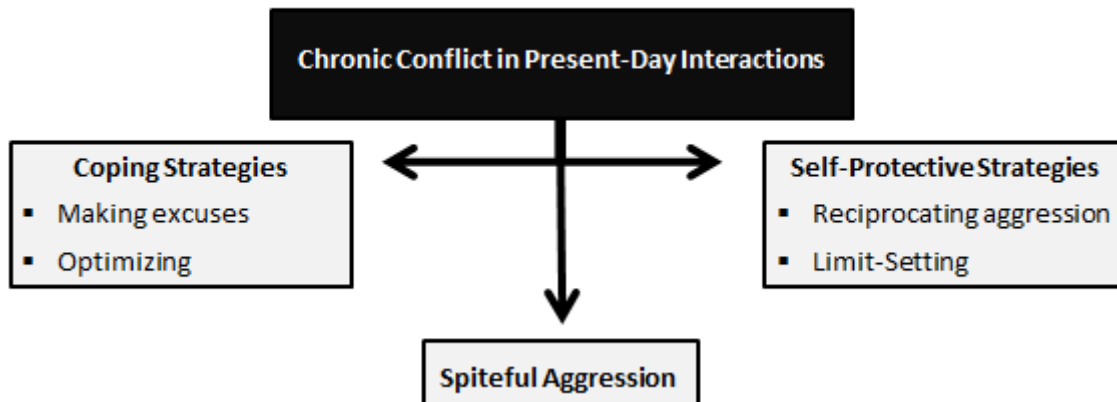 Chronic Conflict in Present-Day Interactions
Coping Strategies
▪ Making excuses
▪ Optimizing
Self-Protective Strategies
▪ Reciprocating aggression
▪ Limit-Setting
Spiteful Aggression